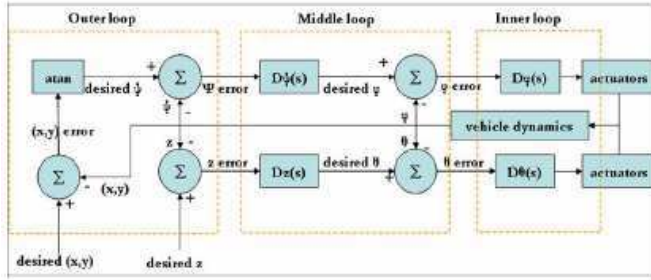 Outer loop
Middle loop
Inner loop
atan
desired ψ̇
+
Σ
Ψ error
Dψ̇(s)
desired φ
+
Σ
φ error
Dφ(s)
actuators
ψ̇
-
-
φ
(x,y) error
vehicle dynamics
z
-
θ
-
Σ
-
(x,y)
+
Σ
z error
Dz(s)
desired θ
+
Σ
θ error
Dθ(s)
actuators
+
desired (x,y)
desired z